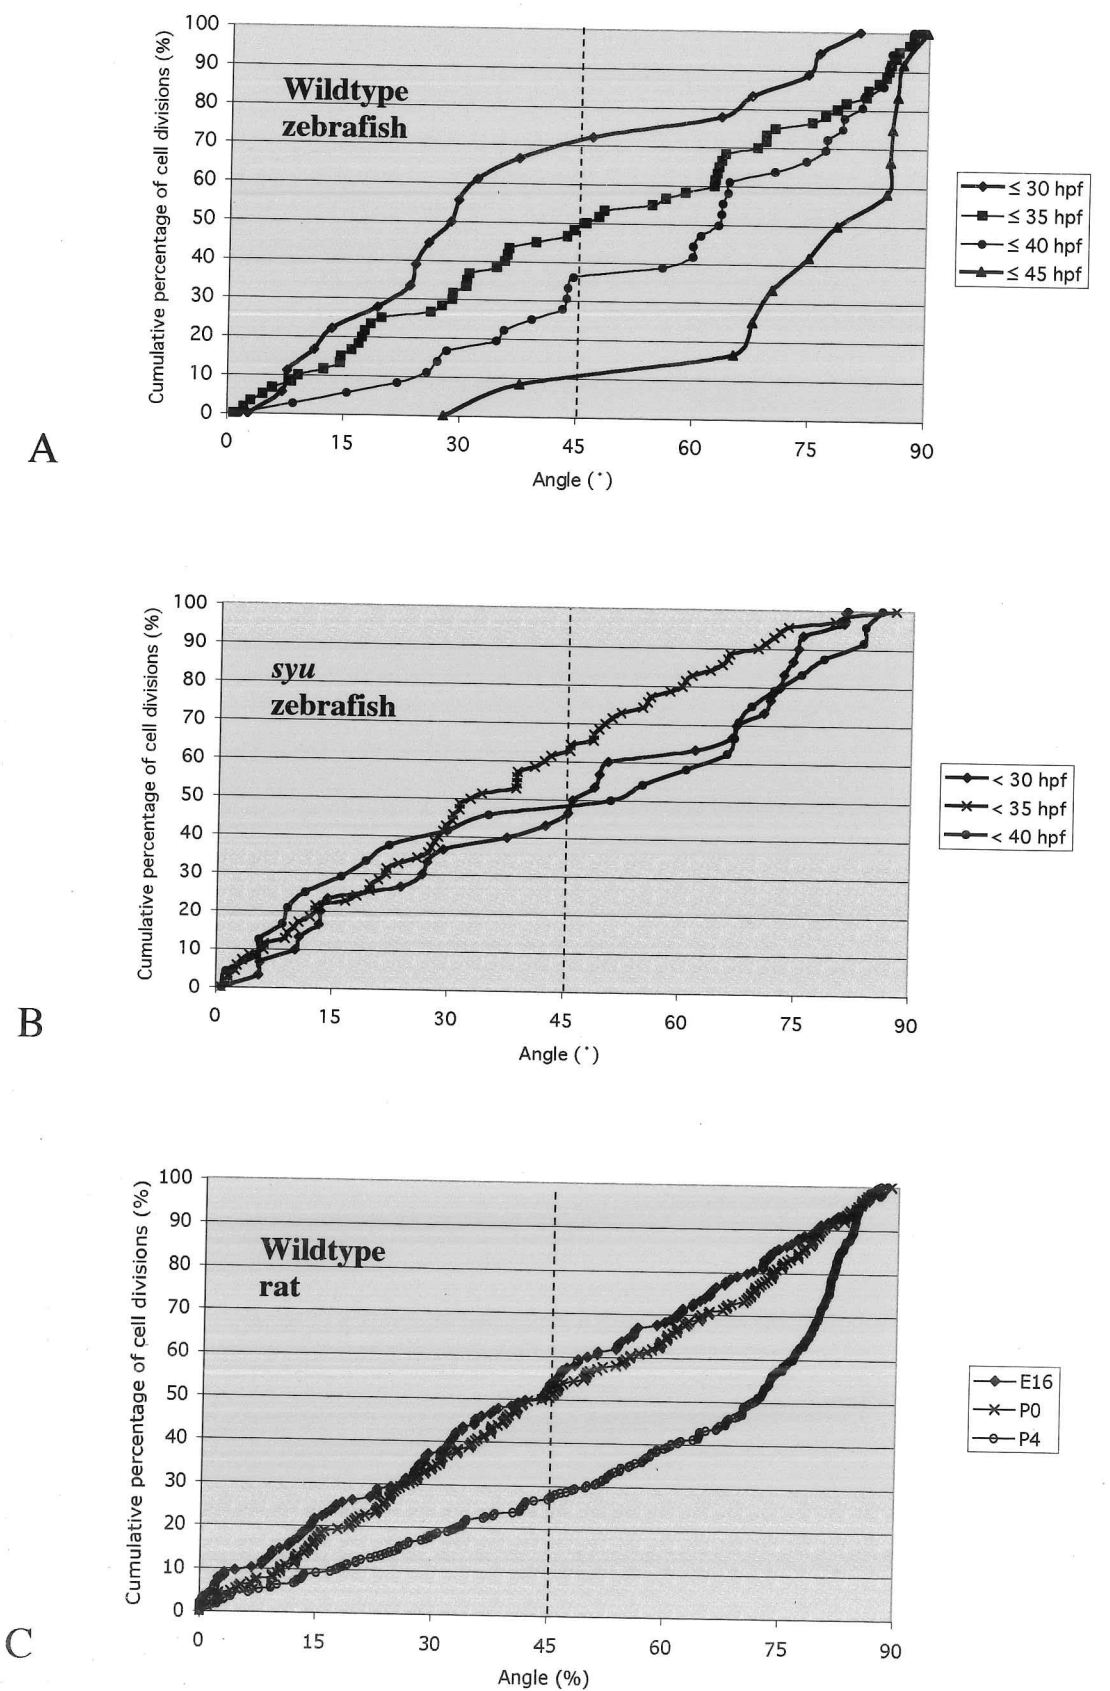 100
90
80
70
60
50
40
30
20
10
0
Cumulative percentage of cell divisions (%)
Wildtype
zebrafish
0 15 30 45 60 75 90
Angle (˚)
≤ 30 hpf
≤ 35 hpf
≤ 40 hpf
≤ 45 hpf
A
100
90
80
70
60
50
40
30
20
10
0
Cumulative percentage of cell divisions (%)
syu
zebrafish
0 15 30 45 60 75 90
Angle (˚)
< 30 hpf
< 35 hpf
< 40 hpf
B
100
90
80
70
60
50
40
30
20
10
0
Cumulative percentage of cell divisions (%)
Wildtype
rat
0 15 30 45 60 75 90
Angle (%)
E16
P0
P4
C